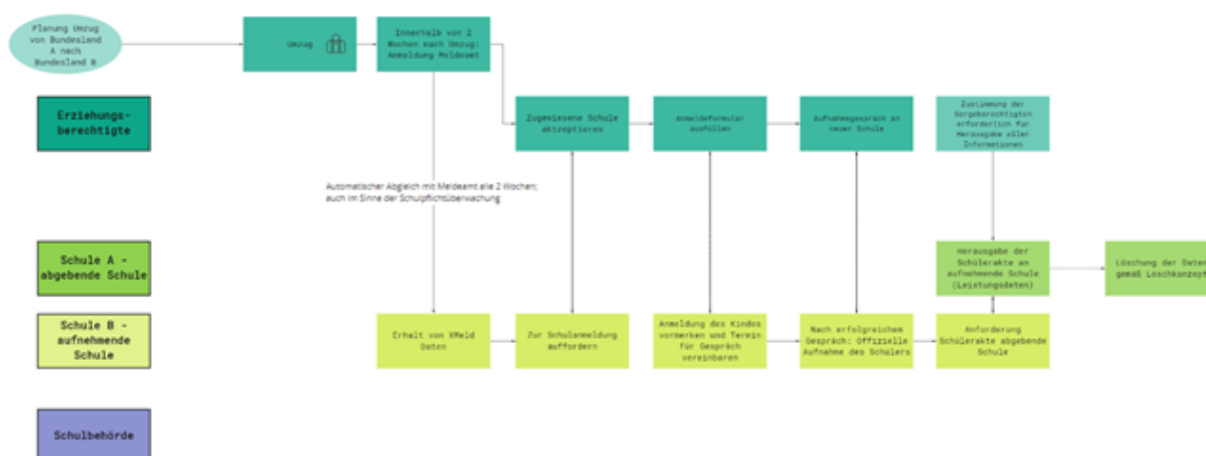 Planung Umzug
von Bundesland
A nach
Bundesland B
Umzug
Innerhalb von 2
Wochen nach Umzug:
Anmeldung Meldeamt
Erziehungs-
berechtigte
Zugewiesene Schule
aktzeptieren
Anmeldeformular
ausfüllen
Aufnahmegespräch an
neuer Schule
Zustimmung der
Sorgeberechtigten
erforderlich für
Herausgabe aller
Informationen
Automatischer Abgleich mit Meldeamt alle 2 Wochen;
auch im Sinne der Schulpflichtsüberwachung
Schule A -
abgebende Schule
Herausgabe der
Schülerakte an
aufnehmende Schule
(Leistungsdaten)
Löschung der Daten
gemäß Löschkonzept
Schule B -
aufnehmende
Schule
Erhalt von XMeld
Daten
Zur Schulanmeldung
auffordern
Anmeldung des Kindes
vormerken und Termin
für Gespräch
vereinbaren
Nach erfolgreichem
Gespräch: Offizielle
Aufnahme des Schülers
Anforderung
Schülerakte abgebende
Schule
Schulbehörde